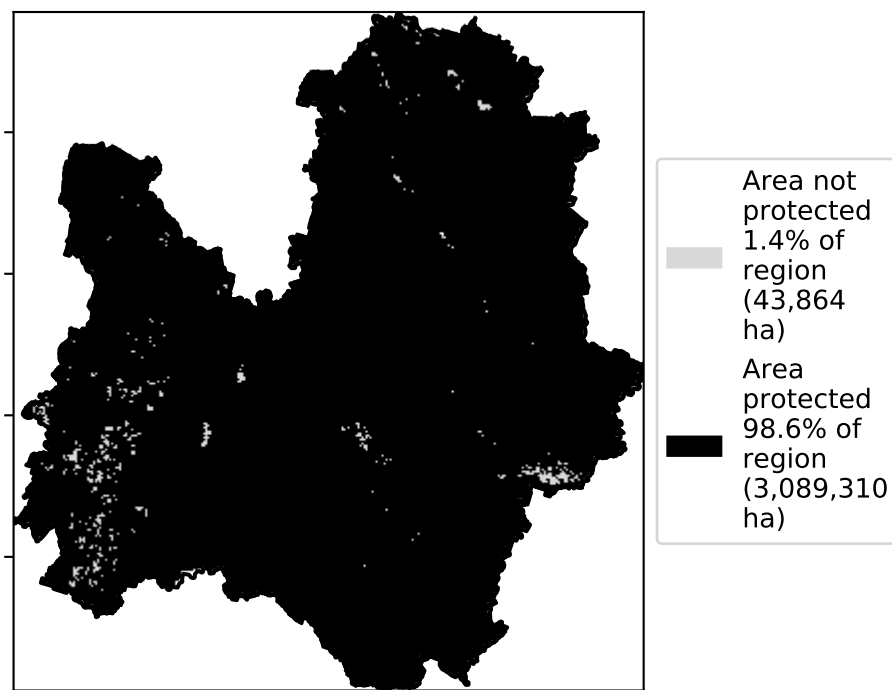 Area not
protected
1.4% of
region
(43,864
ha)
Area
protected
98.6% of
region
(3,089,310
ha)